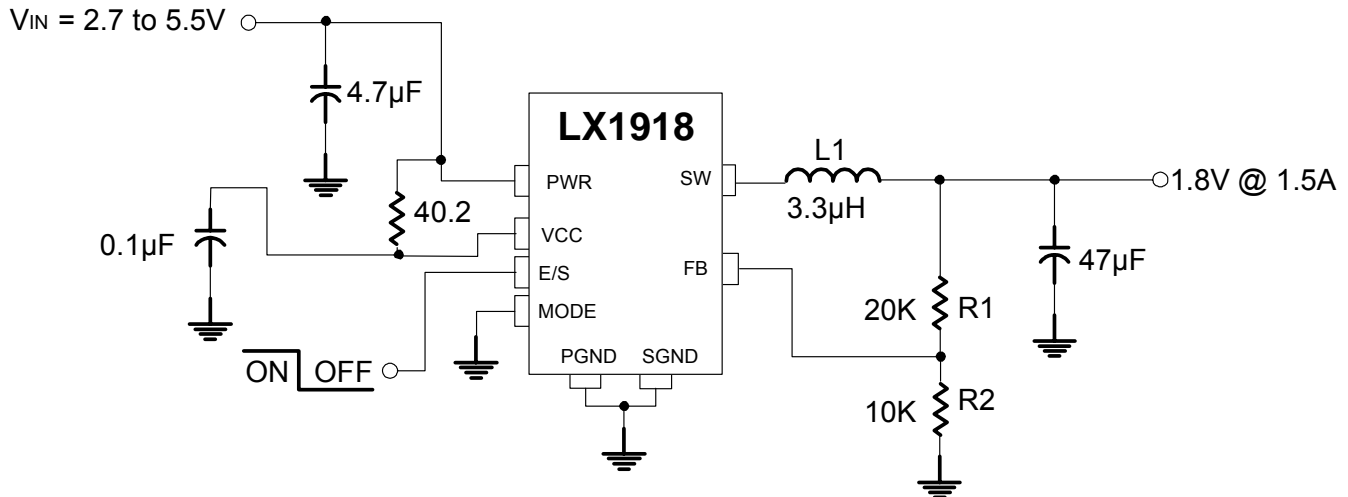 VIN = 2.7 to 5.5V
4.7µF
LX1918
L1
PWR
SW
1.8V @ 1.5A
3.3µH
40.2
0.1µF
VCC
47µF
E/S
FB
MODE
20K
R1
PGND
SGND
ON
OFF
10K
R2